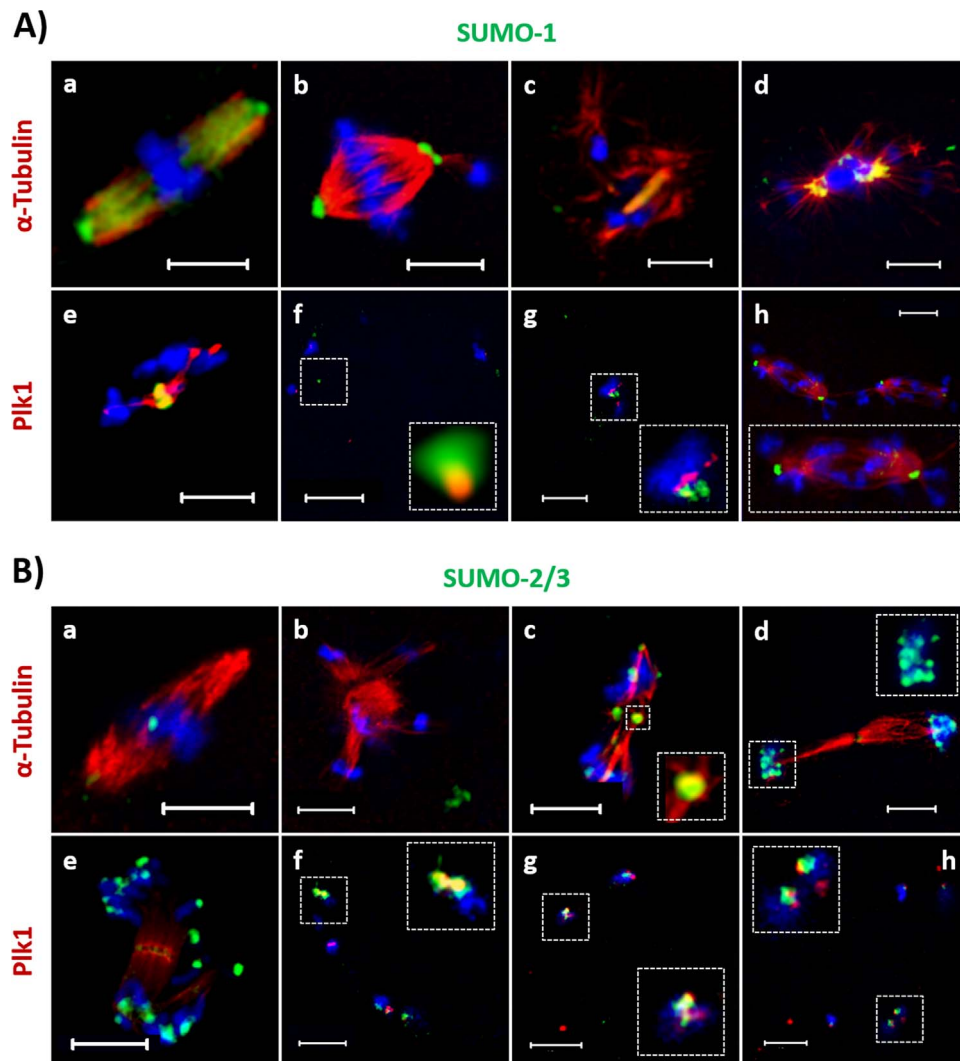 A)
SUMO-1
α-Tubulin
a
b
c
d
Plk1
e
f
g
h
B)
SUMO-2/3
α-Tubulin
a
b
c
d
Plk1
e
f
g
h